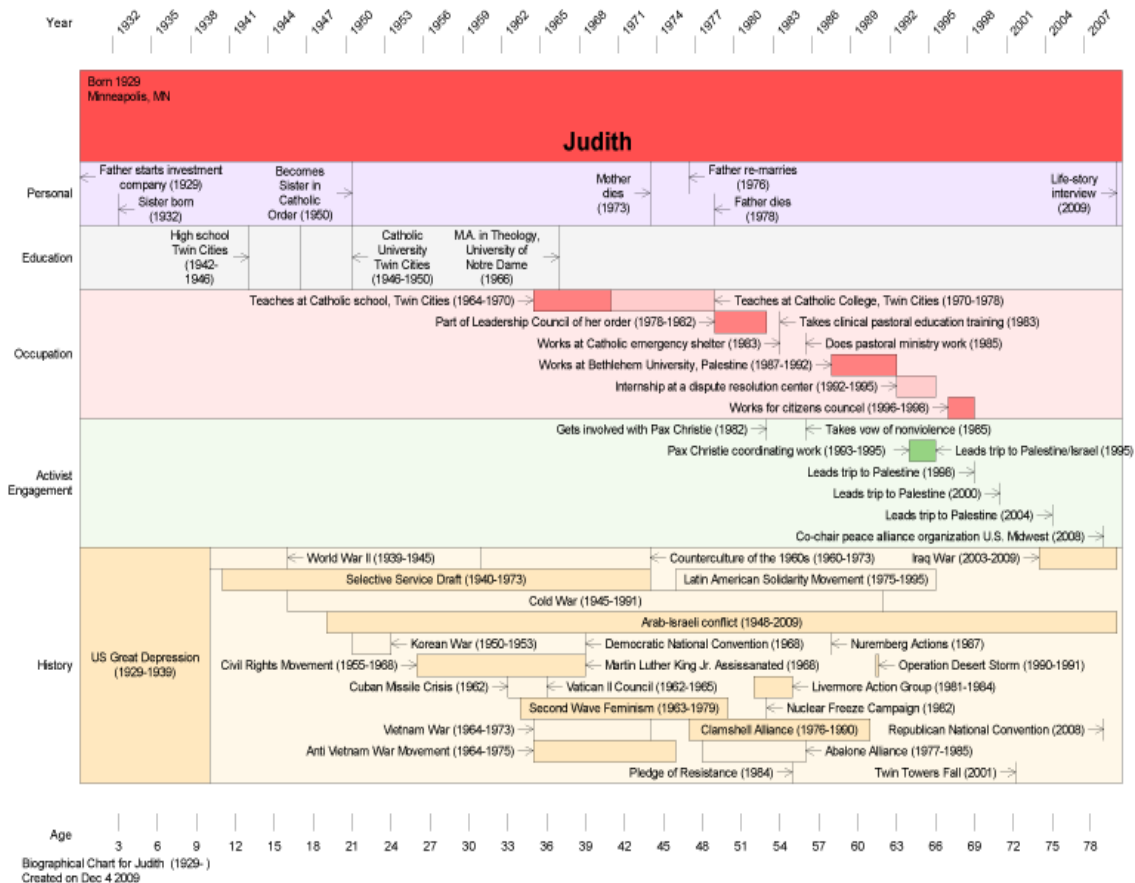 Year
1932 1935 1938 1941 1944 1947 1950 1953 1956 1959 1962 1965 1968 1971 1974 1977 1980 1983 1986 1989 1992 1995 1998 2001 2004 2007
Born 1929
Minneapolis, MN
Judith
Personal
Father starts investment
company (1929)
Sister born
(1932)
Becomes
Sister in
Catholic
Order (1950)
Mother
dies
(1973)
Father re-marries
(1976)
Father dies
(1978)
Life-story
interview
(2009)
Education
High school
Twin Cities
(1942-
1946)
Catholic
University
Twin Cities
(1946-1950)
M.A. in Theology,
University of
Notre Dame
(1966)
Occupation
Teaches at Catholic school, Twin Cities (1964-1970)
Teaches at Catholic College, Twin Cities (1970-1978)
Part of Leadership Council of her order (1978-1982)
Takes clinical pastoral education training (1983)
Works at Catholic emergency shelter (1983)
Does pastoral ministry work (1985)
Works at Bethlehem University, Palestine (1987-1992)
Internship at a dispute resolution center (1992-1995)
Works for citizens councel (1996-1998)
Activist
Engagement
Gets involved with Pax Christie (1982)
Takes vow of nonviolence (1985)
Pax Christie coordinating work (1993-1995)
Leads trip to Palestine/Israel (1995)
Leads trip to Palestine (1998)
Leads trip to Palestine (2000)
Leads trip to Palestine (2004)
Co-chair peace alliance organization U.S. Midwest (2008)
History
US Great Depression
(1929-1939)
World War II (1939-1945)
Counterculture of the 1960s (1960-1973)
Iraq War (2003-2009)
Selective Service Draft (1940-1973)
Latin American Solidarity Movement (1975-1995)
Cold War (1945-1991)
Arab-Israeli conflict (1948-2009)
Korean War (1950-1953)
Democratic National Convention (1968)
Nuremberg Actions (1987)
Civil Rights Movement (1955-1968)
Martin Luther King Jr. Assissanated (1968)
Operation Desert Storm (1990-1991)
Cuban Missile Crisis (1962)
Vatican II Council (1962-1965)
Livermore Action Group (1981-1984)
Second Wave Feminism (1963-1979)
Nuclear Freeze Campaign (1982)
Vietnam War (1964-1973)
Clamshell Alliance (1976-1990)
Republican National Convention (2008)
Anti Vietnam War Movement (1964-1975)
Abalone Alliance (1977-1985)
Pledge of Resistance (1984)
Twin Towers Fall (2001)
Age
3 6 9 12 15 18 21 24 27 30 33 36 39 42 45 48 51 54 57 60 63 66 69 72 75 78
Biographical Chart for Judith (1929- )
Created on Dec 4 2009